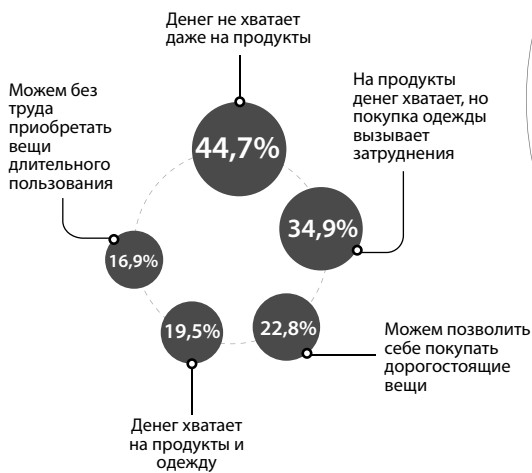 Денег не хватает
даже на продукты
44,7%
На продукты
денег хватает, но
покупка одежды
вызывает
затруднения
34,9%
Можем позволить
себе покупать
дорогостоящие
вещи
22,8%
Денег хватает
на продукты и
одежду
19,5%
Можем без
труда
приобретать
вещи
длительного
пользования
16,9%